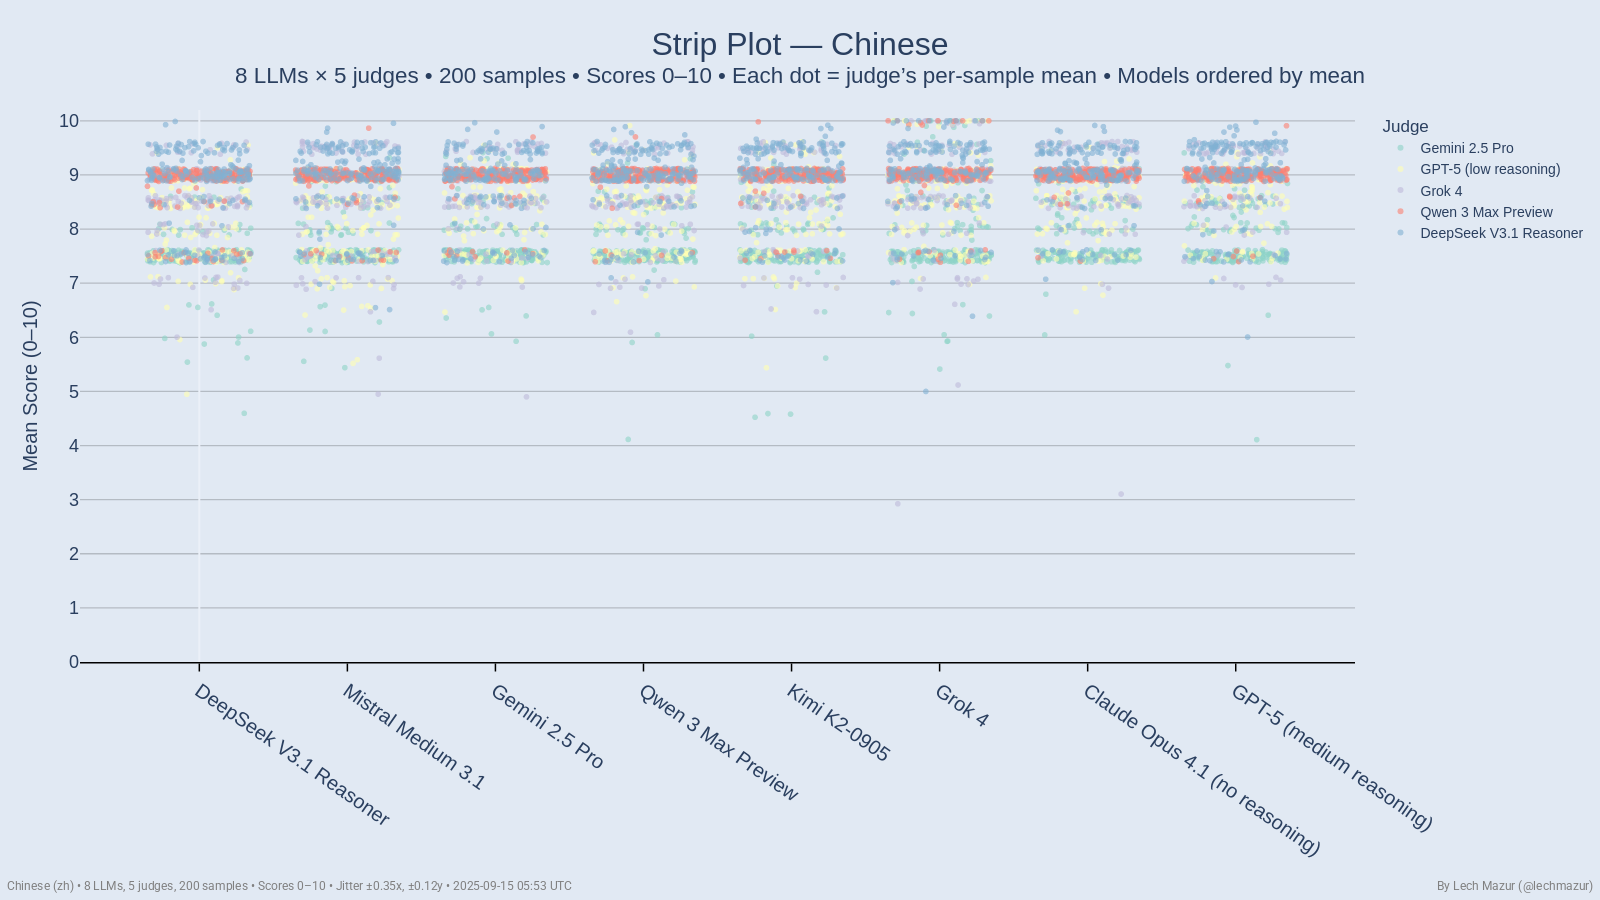 Strip Plot — Chinese
8 LLMs × 5 judges • 200 samples • Scores 0–10 • Each dot = judge’s per-sample mean • Models ordered by mean
Mean Score (0–10)
10
9
8
7
6
5
4
3
2
1
0
DeepSeek V3.1 Reasoner
Mistral Medium 3.1
Gemini 2.5 Pro
Qwen 3 Max Preview
Kimi K2-0905
Grok 4
Claude Opus 4.1 (no reasoning)
GPT-5 (medium reasoning)
Judge
Gemini 2.5 Pro
GPT-5 (low reasoning)
Grok 4
Qwen 3 Max Preview
DeepSeek V3.1 Reasoner
Chinese (zh) • 8 LLMs, 5 judges, 200 samples • Scores 0–10 • Jitter ±0.35x, ±0.12y • 2025-09-15 05:53 UTC
By Lech Mazur (@lechmazur)